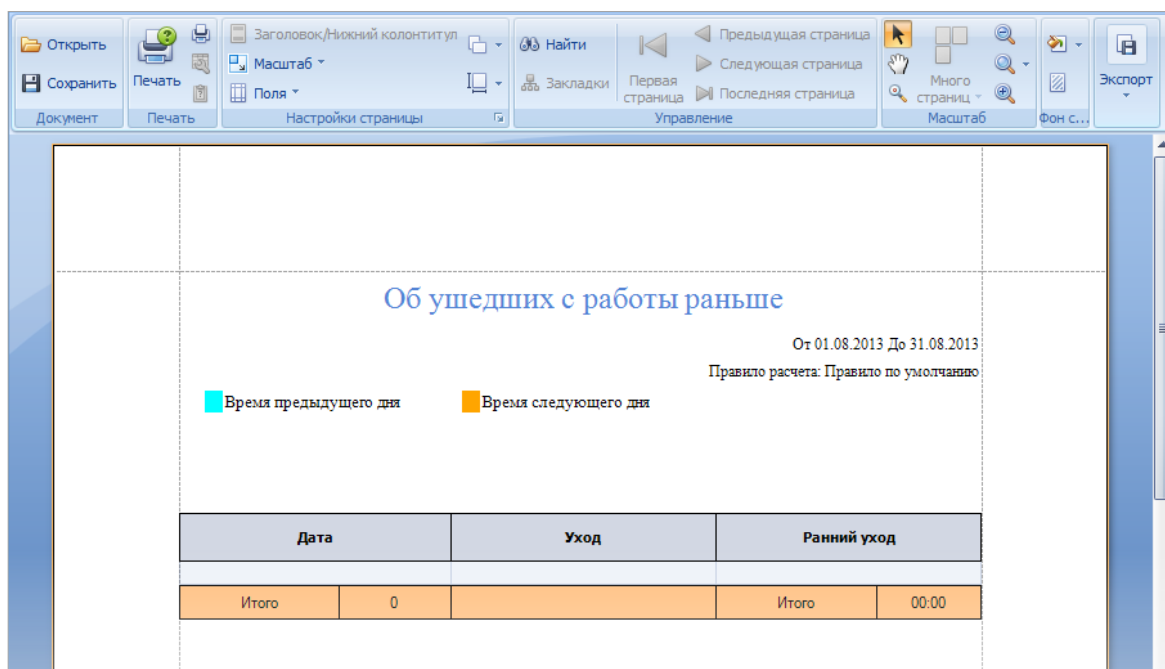 Открыть
Сохранить
Документ
Печать
Печать
Заголовок/Нижний колонтитул
Масштаб
Поля
Настройки страницы
Найти
Закладки
Первая
страница
Предыдущая страница
Следующая страница
Последняя страница
Управление
Много
страниц
Масштаб
Фон с...
Экспорт
Об ушедших с работы раньше
От 01.08.2013 До 31.08.2013
Правило расчета: Правило по умолчанию
Время предыдущего дня Время следующего дня
Дата Уход Ранний уход
Итого 0 Итого 00:00